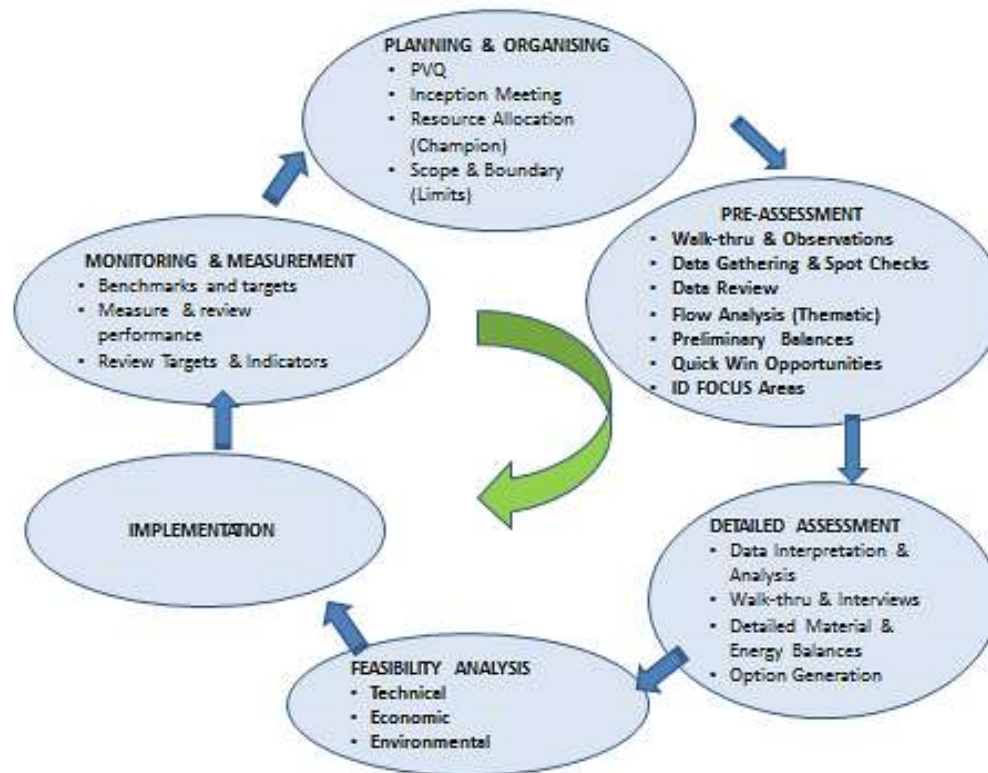 PLANNING & ORGANISING
• PVQ
• Inception Meeting
• Resource Allocation
(Champion)
• Scope & Boundary
(Limits)
PRE-ASSESSMENT
• Walk-thru & Observations
• Data Gathering & Spot Checks
• Data Review
• Flow Analysis (Thematic)
• Preliminary Balances
• Quick Win Opportunities
• ID FOCUS Areas
DETAILED ASSESSMENT
• Data Interpretation &
Analysis
• Walk-thru & Interviews
• Detailed Material &
Energy Balances
• Option Generation
FEASIBILITY ANALYSIS
• Technical
• Economic
• Environmental
IMPLEMENTATION
MONITORING & MEASUREMENT
• Benchmarks and targets
• Measure & review
performance
• Review Targets & Indicators